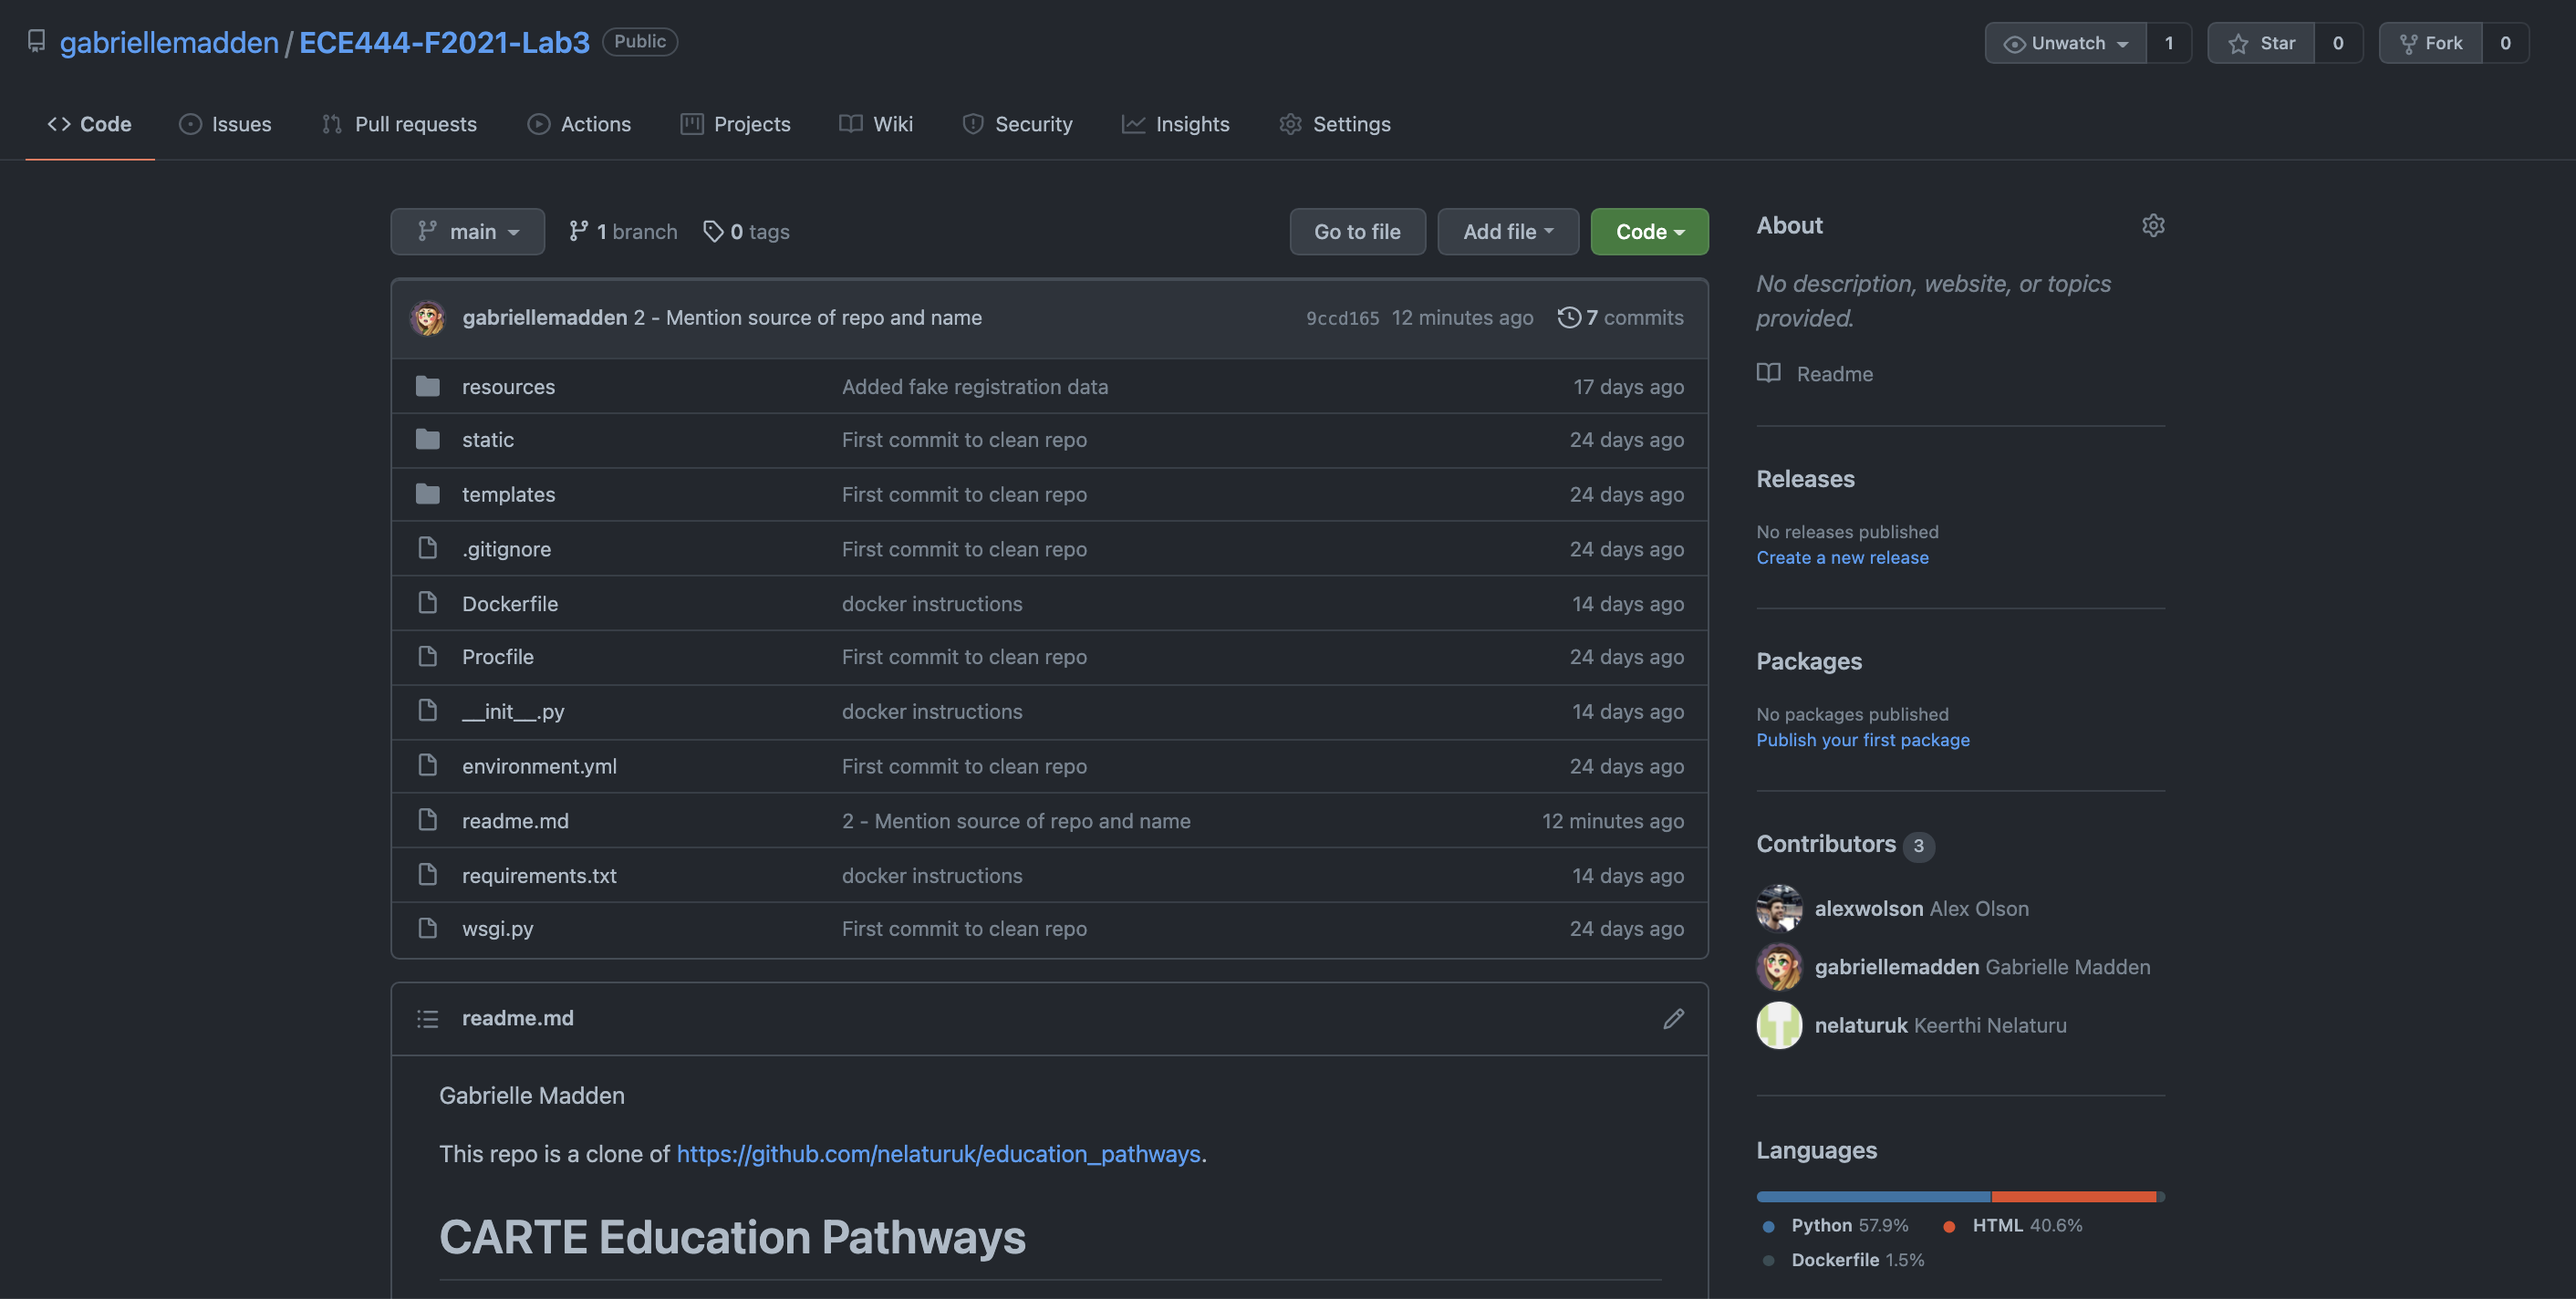 gabriellemadden / ECE444-F2021-Lab3 Public
Unwatch 1 Star 0 Fork 0
Code Issues Pull requests Actions Projects Wiki Security Insights Settings
main 1 branch 0 tags Go to file Add file Code
gabriellemadden 2 - Mention source of repo and name 9ccd165 12 minutes ago 7 commits
resources Added fake registration data 17 days ago
static First commit to clean repo 24 days ago
templates First commit to clean repo 24 days ago
.gitignore First commit to clean repo 24 days ago
Dockerfile docker instructions 14 days ago
Procfile First commit to clean repo 24 days ago
__init__.py docker instructions 14 days ago
environment.yml First commit to clean repo 24 days ago
readme.md 2 - Mention source of repo and name 12 minutes ago
requirements.txt docker instructions 14 days ago
wsgi.py First commit to clean repo 24 days ago
readme.md
Gabrielle Madden
This repo is a clone of https://github.com/nelaturuk/education_pathways.
CARTE Education Pathways
About
No description, website, or topics
provided.
Readme
Releases
No releases published
Create a new release
Packages
No packages published
Publish your first package
Contributors 3
alexwolson Alex Olson
gabriellemadden Gabrielle Madden
nelaturuk Keerthi Nelaturu
Languages
Python 57.9% HTML 40.6%
Dockerfile 1.5%